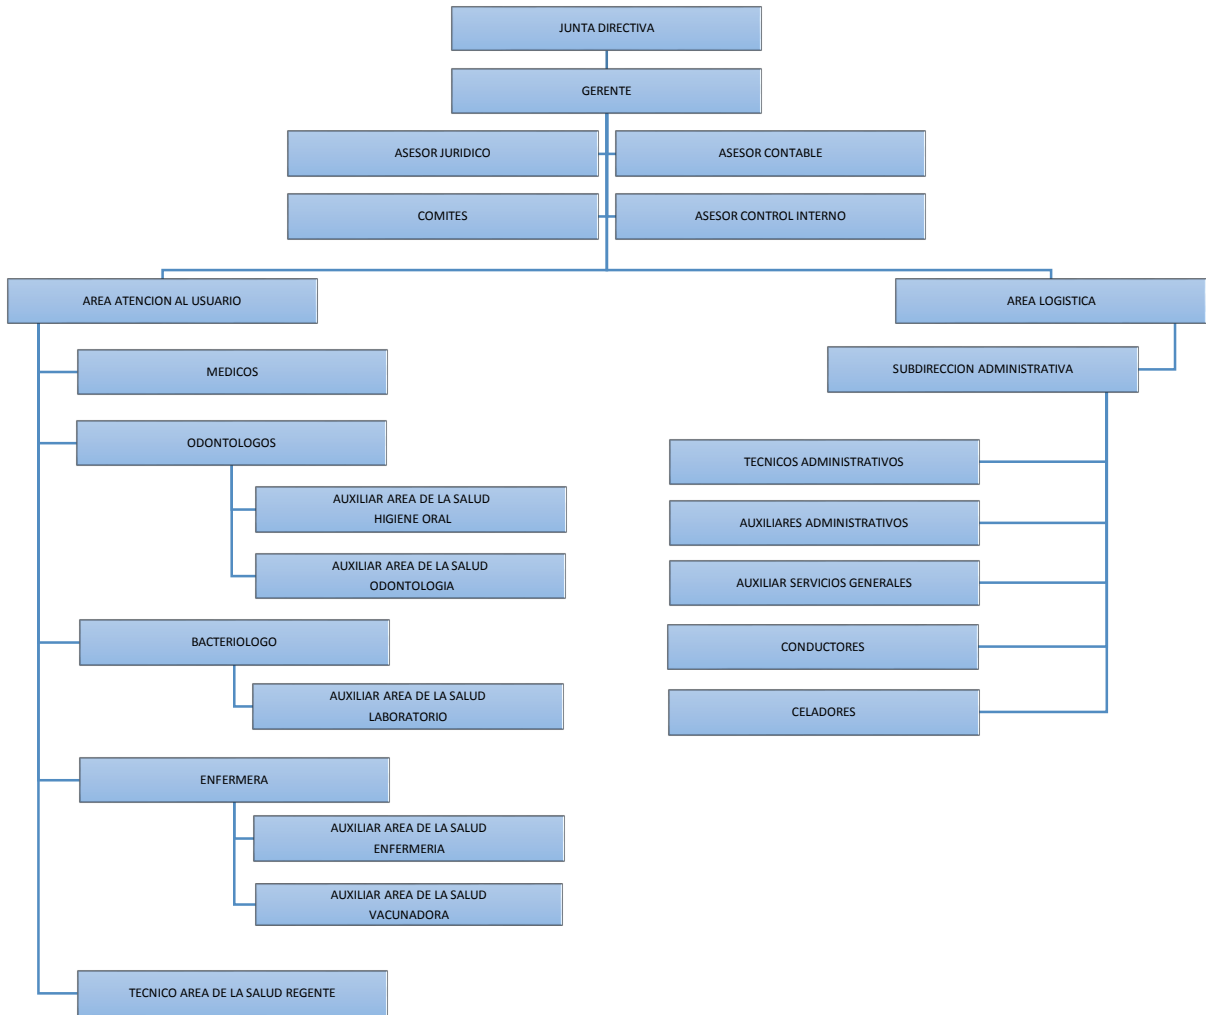 JUNTA DIRECTIVA
GERENTE
ASESOR JURIDICO
ASESOR CONTABLE
COMITES
ASESOR CONTROL INTERNO
AREA ATENCION AL USUARIO
MEDICOS
ODONTOLOGOS
AUXILIAR AREA DE LA SALUD
HIGIENE ORAL
AUXILIAR AREA DE LA SALUD
ODONTOLOGIA
BACTERIOLOGO
AUXILIAR AREA DE LA SALUD
LABORATORIO
ENFERMERA
AUXILIAR AREA DE LA SALUD
ENFERMERIA
AUXILIAR AREA DE LA SALUD
VACUNADORA
TECNICO AREA DE LA SALUD REGENTE
AREA LOGISTICA
SUBDIRECCION ADMINISTRATIVA
TECNICOS ADMINISTRATIVOS
AUXILIARES ADMINISTRATIVOS
AUXILIAR SERVICIOS GENERALES
CONDUCTORES
CELADORES